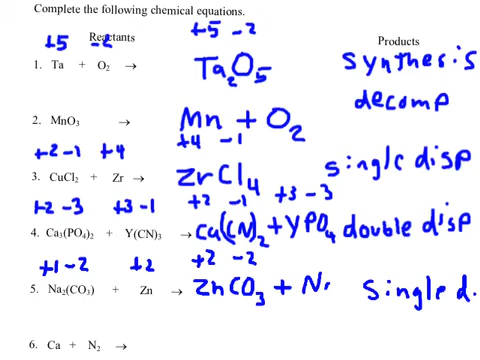 Complete the following chemical equations.
+5 -2 +5 -2
Reactants Products
1. Ta + O₂ → Ta₂O₅ synthesis
2. MnO₃ → Mn + O₂ decomp
+2 -1 +4 +4 -1
3. CuCl₂ + Zr → ZrCl₄ single disp
+2 -3 +3 -1 +2 -1 +3 -3
4. Ca₃(PO₄)₂ + Y(CN)₃ → Ca(CN)₂ + YPO₄ double disp
+1 -2 +2 +2 -2
5. Na₂(CO₃) + Zn → ZnCO₃ + N Single d.
6. Ca + N₂ →